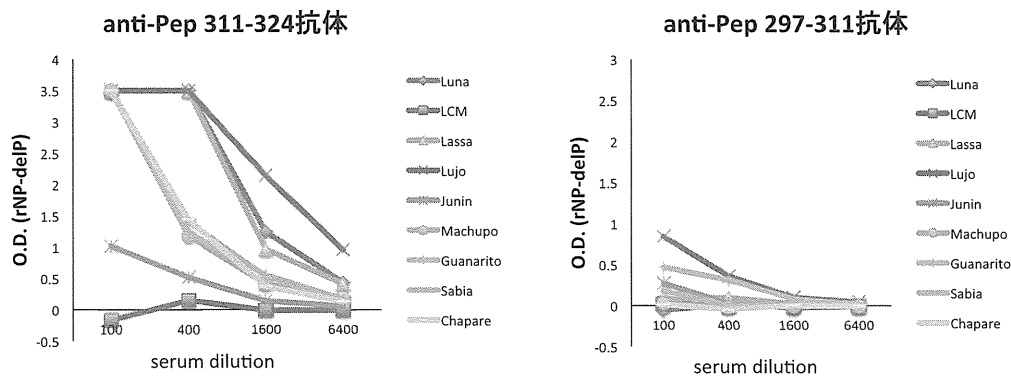 anti-Pep 311-324抗体
O.D. (rNP-delP)
4
3.5
3
2.5
2
1.5
1
0.5
0
-0.5
100
400
1600
6400
serum dilution
Luna
LCM
Lassa
Lujo
Junin
Machupo
Guanarito
Sabia
Chapare
anti-Pep 297-311抗体
O.D. (rNP-delP)
3
2.5
2
1.5
1
0.5
0
-0.5
100
400
1600
6400
serum dilution
Luna
LCM
Lassa
Lujo
Junin
Machupo
Guanarito
Sabia
Chapare